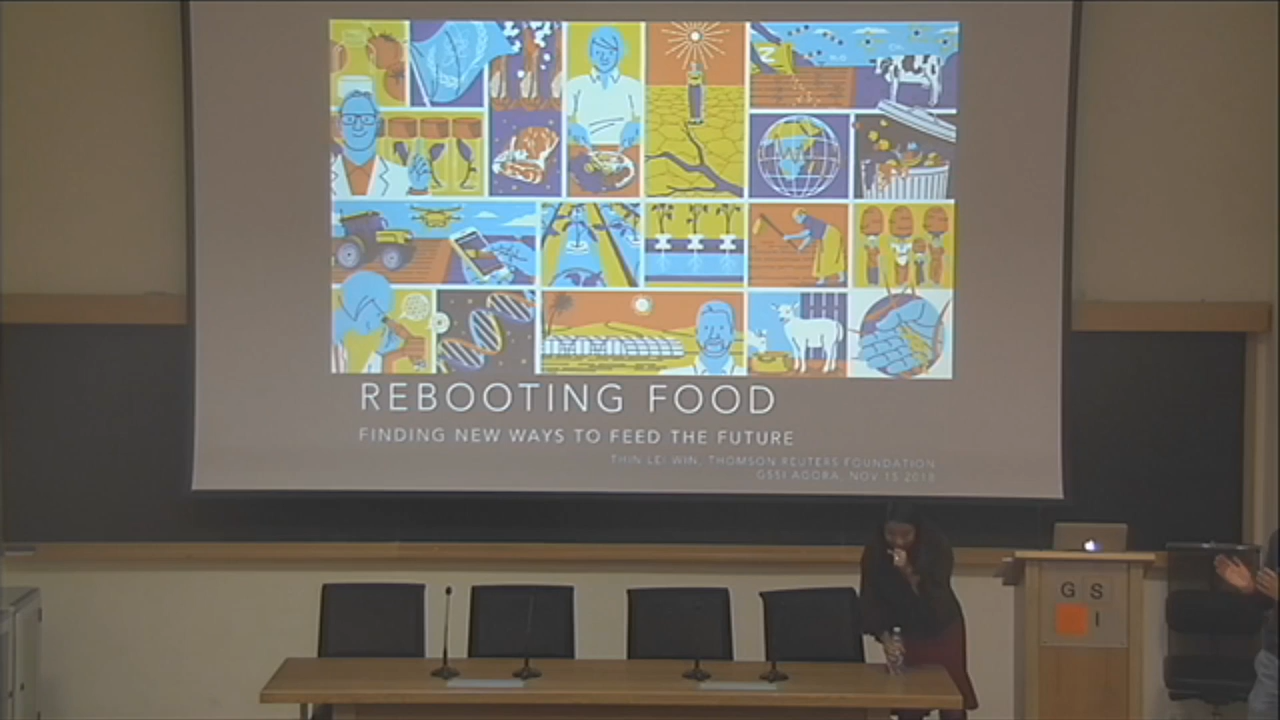 REBOOTING FOOD
FINDING NEW WAYS TO FEED THE FUTURE
THIN LEI WIN, THOMSON REUTERS FOUNDATION
GSSI AGORA, NOV 15 2018
G S
I